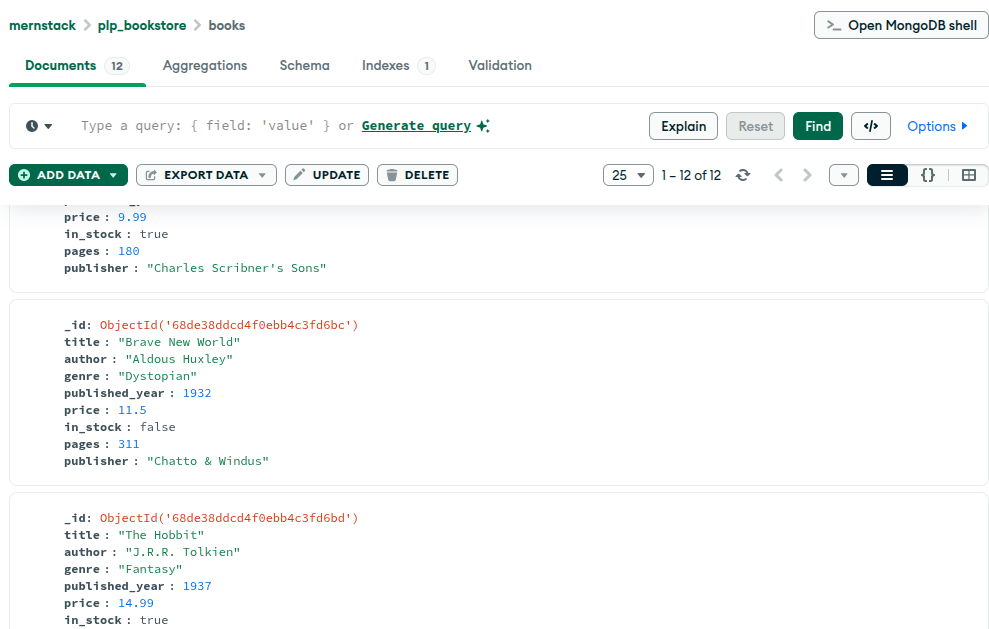 mernstack > plp_bookstore > books
>_ Open MongoDB shell
Documents 12 Aggregations Schema Indexes 1 Validation
Type a query: { field: 'value' } or Generate query
Explain Reset Find </> Options
ADD DATA EXPORT DATA UPDATE DELETE 25 1 – 12 of 12 {}
price : 9.99
in_stock : true
pages : 180
publisher : "Charles Scribner's Sons"
_id: ObjectId('68de38ddcd4f0ebb4c3fd6bc')
title : "Brave New World"
author : "Aldous Huxley"
genre : "Dystopian"
published_year : 1932
price : 11.5
in_stock : false
pages : 311
publisher : "Chatto & Windus"
_id: ObjectId('68de38ddcd4f0ebb4c3fd6bd')
title : "The Hobbit"
author : "J.R.R. Tolkien"
genre : "Fantasy"
published_year : 1937
price : 14.99
in_stock : true